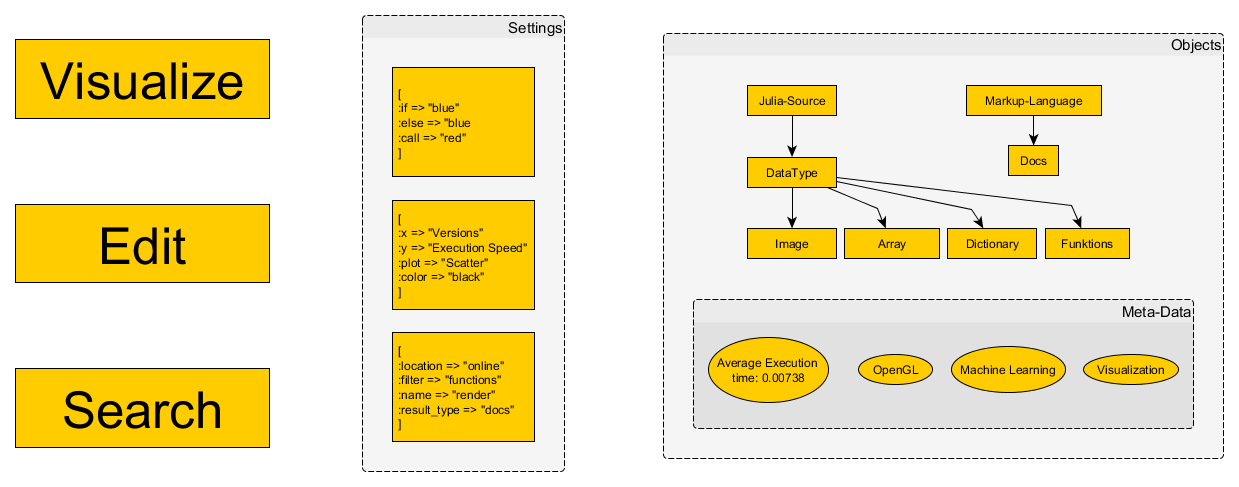 Visualize
Edit
Search
Settings
[
:if => "blue"
:else => "blue
:call => "red"
]
[
:x => "Versions"
:y => "Execution Speed"
:plot => "Scatter"
:color => "black"
]
[
:location => "online"
:filter => "functions"
:name => "render"
:result_type => "docs"
]
Objects
Julia-Source
Markup-Language
DataType
Docs
Image
Array
Dictionary
Funktions
Meta-Data
Average Execution
time: 0.00738
OpenGL
Machine Learning
Visualization